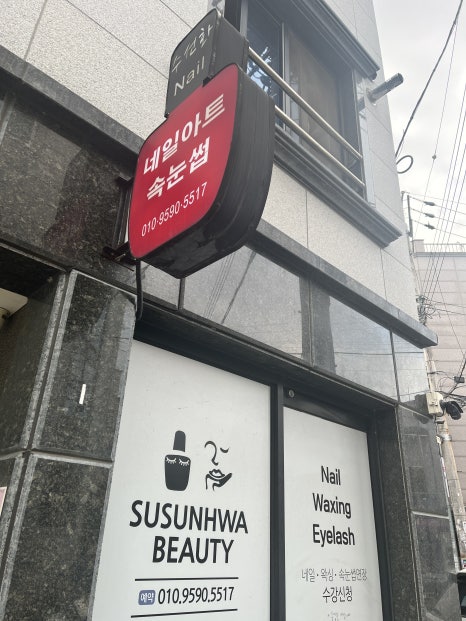 수선화
Nail
네일아트
속눈썹
010·9590·5517
SUSUNHWA
BEAUTY
예약 010.9590.5517
Nail
Waxing
Eyelash
네일·왁싱·속눈썹연장
수강신청